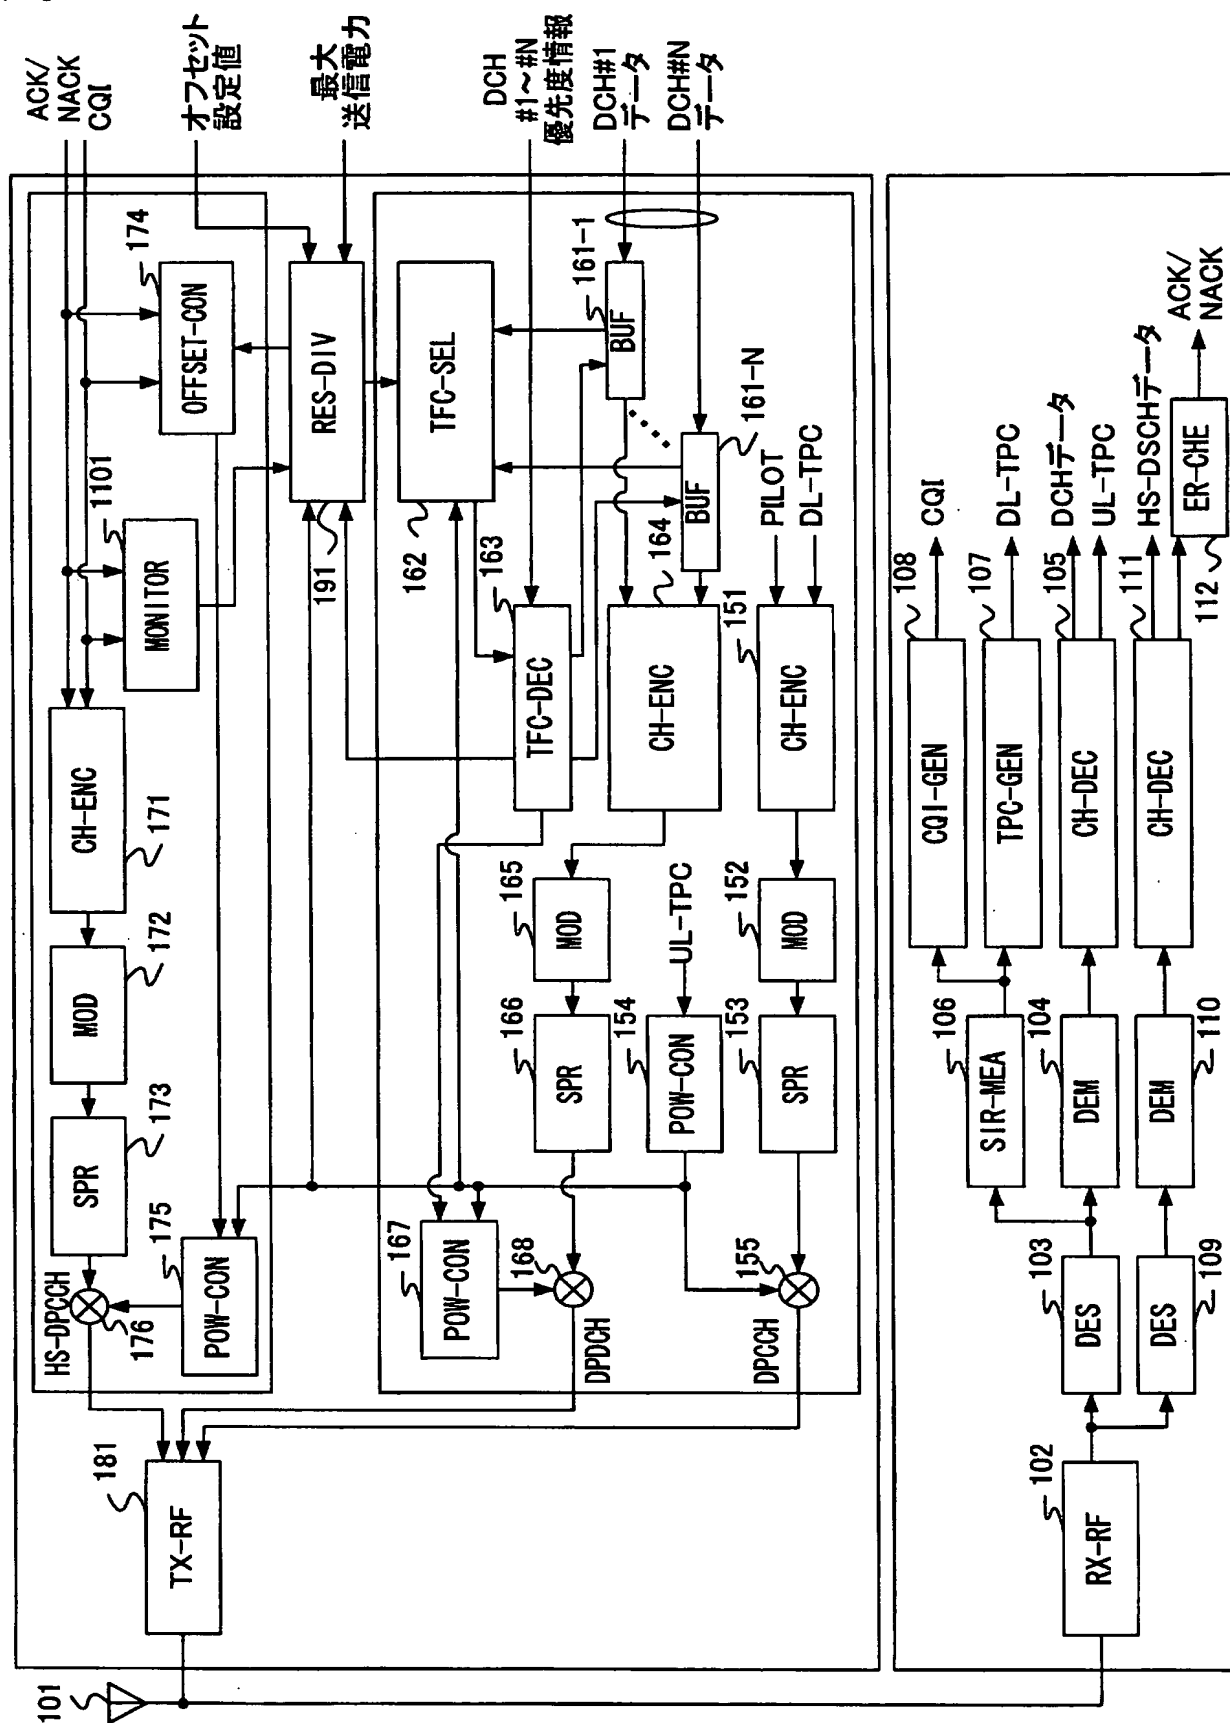 ACK/
NACK
CQI
オフセット
設定値
最大
送信電力
DCH
#1～#N
優先度情報
DCH#1
データ
DCH#N
データ
174
OFFSET-CON
1101
MONITOR
CH-ENC
171
MOD
172
SPR
173
HS-DPCCH
176
175
POW-CON
RES-DIV
191
TFC-SEL
162
161-1
BUF
161-N
BUF
163
TFC-DEC
164
CH-ENC
PILOT
DL-TPC
151
CH-ENC
165
MOD
UL-TPC
152
MOD
166
SPR
154
POW-CON
153
SPR
167
POW-CON
168
DPDCH
155
DPCCH
181
TX-RF
101
102
RX-RF
103
DES
109
DES
106
SIR-MEA
104
DEM
110
DEM
108
CQI-GEN
CQI
107
TPC-GEN
DL-TPC
105
CH-DEC
DCHデータ
UL-TPC
111
CH-DEC
HS-DSCHデータ
112
ER-CHE
ACK/
NACK